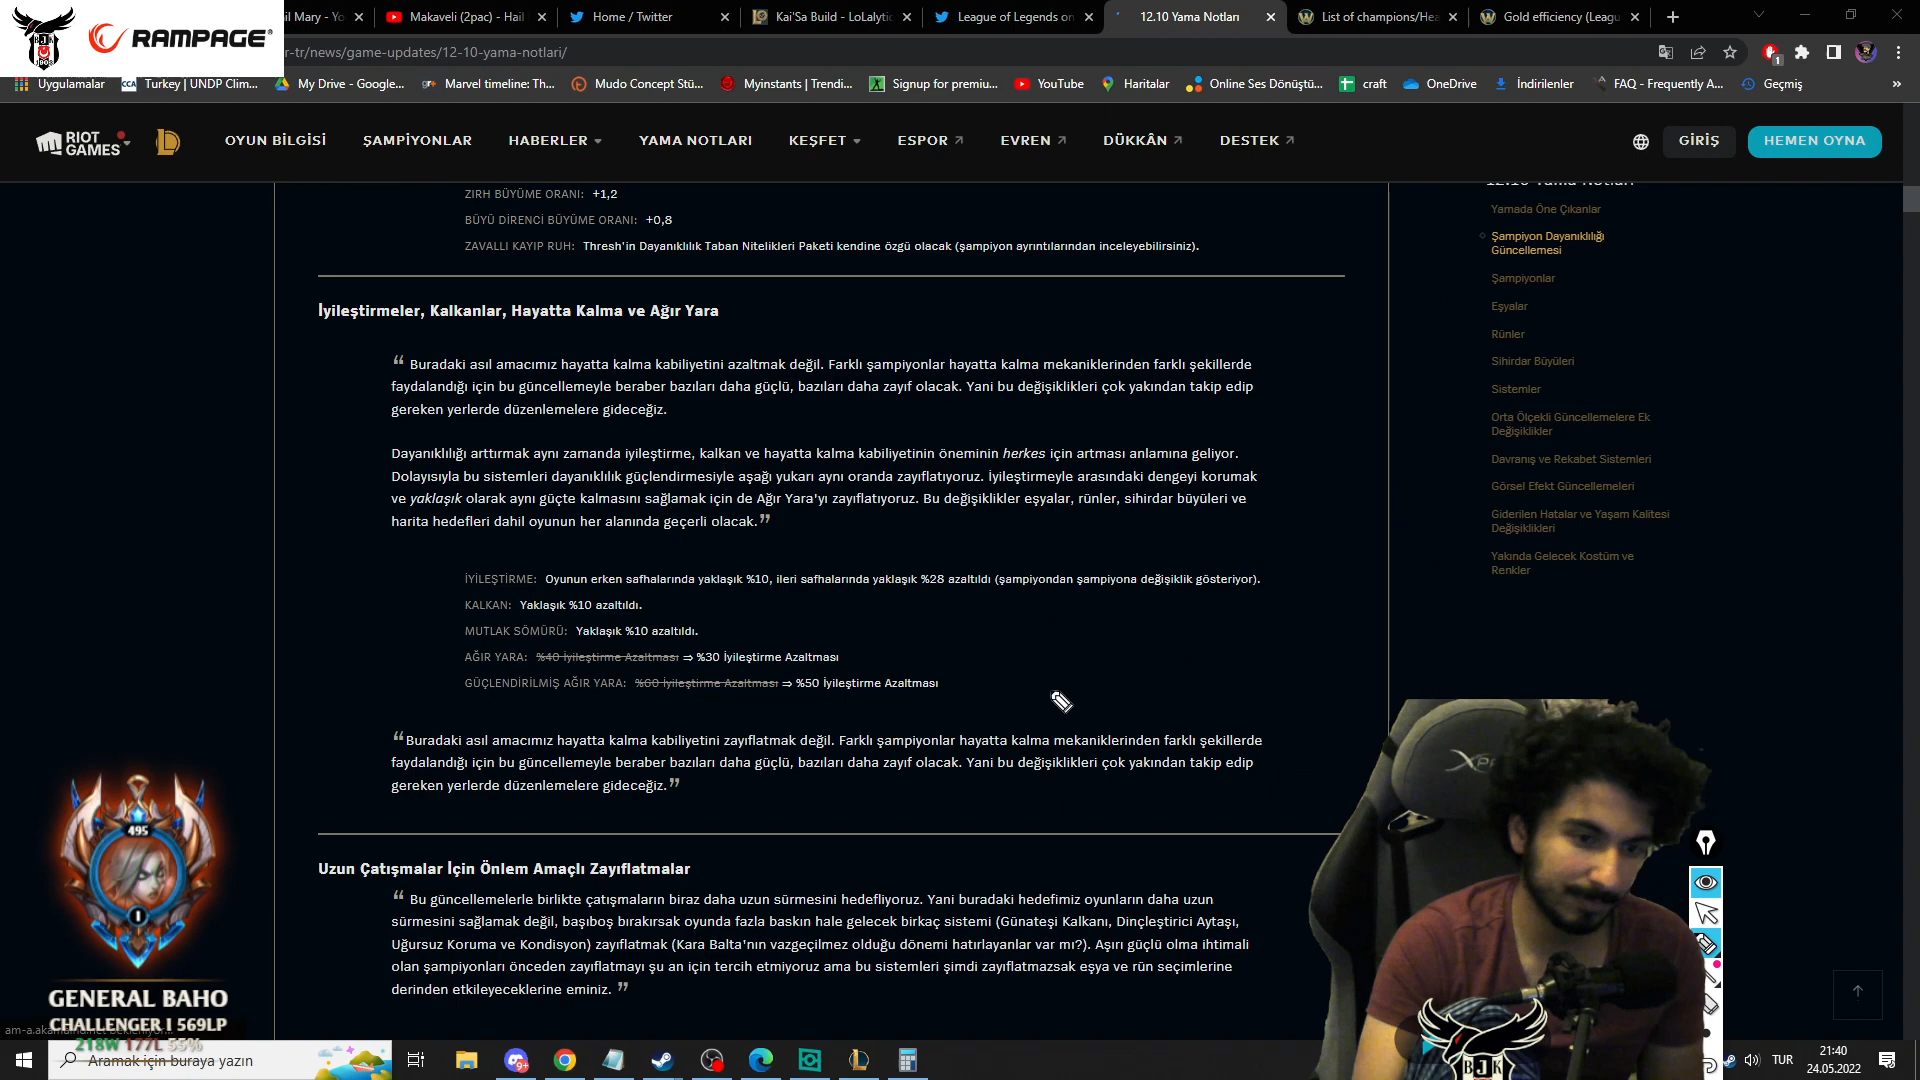 RAMPAGE
il Mary - Yo
Makaveli (2pac) - Hail
Home / Twitter
Kai'Sa Build - LoLalytic
League of Legends on
12.10 Yama Notları
List of champions/Hea
Gold efficiency (Leagu
r-tr/news/game-updates/12-10-yama-notlari/
Uygulamalar
CCA Turkey | UNDP Clim...
My Drive - Google...
gr+ Marvel timeline: Th...
Mudo Concept Stü...
Myinstants | Trendi...
Signup for premiu...
YouTube
Haritalar
Online Ses Dönüştü...
craft
OneDrive
İndirilenler
FAQ - Frequently A...
Geçmiş
»
RIOT GAMES
OYUN BİLGİSİ
ŞAMPİYONLAR
HABERLER
YAMA NOTLARI
KEŞFET
ESPOR
EVREN
DÜKKÂN
DESTEK
GİRİŞ
HEMEN OYNA
ZIRH BÜYÜME ORANI: +1,2
BÜYÜ DİRENCİ BÜYÜME ORANI: +0,8
ZAVALLI KAYIP RUH: Thresh'in Dayanıklılık Taban Nitelikleri Paketi kendine özgü olacak (şampiyon ayrıntılarından inceleyebilirsiniz).
İyileştirmeler, Kalkanlar, Hayatta Kalma ve Ağır Yara
“ Buradaki asıl amacımız hayatta kalma kabiliyetini azaltmak değil. Farklı şampiyonlar hayatta kalma mekaniklerinden farklı şekillerde
faydalandığı için bu güncellemeyle beraber bazıları daha güçlü, bazıları daha zayıf olacak. Yani bu değişiklikleri çok yakından takip edip
gereken yerlerde düzenlemelere gideceğiz.
Dayanıklılığı arttırmak aynı zamanda iyileştirme, kalkan ve hayatta kalma kabiliyetinin öneminin herkes için artması anlamına geliyor.
Dolayısıyla bu sistemleri dayanıklılık güçlendirmesiyle aşağı yukarı aynı oranda zayıflatıyoruz. İyileştirmeyle arasındaki dengeyi korumak
ve yaklaşık olarak aynı güçte kalmasını sağlamak için de Ağır Yara'yı zayıflatıyoruz. Bu değişiklikler eşyalar, rünler, sihirdar büyüleri ve
harita hedefleri dahil oyunun her alanında geçerli olacak.”
İYİLEŞTİRME: Oyunun erken safhalarında yaklaşık %10, ileri safhalarında yaklaşık %28 azaltıldı (şampiyondan şampiyona değişiklik gösteriyor).
KALKAN: Yaklaşık %10 azaltıldı.
MUTLAK SÖMÜRÜ: Yaklaşık %10 azaltıldı.
AĞIR YARA: %40 İyileştirme Azaltması ⇒ %30 İyileştirme Azaltması
GÜÇLENDİRİLMİŞ AĞIR YARA: %60 İyileştirme Azaltması ⇒ %50 İyileştirme Azaltması
“Buradaki asıl amacımız hayatta kalma kabiliyetini zayıflatmak değil. Farklı şampiyonlar hayatta kalma mekaniklerinden farklı şekillerde
faydalandığı için bu güncellemeyle beraber bazıları daha güçlü, bazıları daha zayıf olacak. Yani bu değişiklikleri çok yakından takip edip
gereken yerlerde düzenlemelere gideceğiz.”
Uzun Çatışmalar İçin Önlem Amaçlı Zayıflatmalar
“ Bu güncellemelerle birlikte çatışmaların biraz daha uzun sürmesini hedefliyoruz. Yani buradaki hedefimiz oyunların daha uzun
sürmesini sağlamak değil, başıboş bırakırsak oyunda fazla baskın hale gelecek birkaç sistemi (Günateşi Kalkanı, Dinçleştirici Aytaşı,
Uğursuz Koruma ve Kondisyon) zayıflatmak (Kara Balta'nın vazgeçilmez olduğu dönemi hatırlayanlar var mı?). Aşırı güçlü olma ihtimali
olan şampiyonları önceden zayıflatmayı şu an için tercih etmiyoruz ama bu sistemleri şimdi zayıflatmazsak eşya ve rün seçimlerine
derinden etkileyeceklerine eminiz. ”
12.10 Yama Notları
Yamada Öne Çıkanlar
Şampiyon Dayanıklılığı
Güncellemesi
Şampiyonlar
Eşyalar
Rünler
Sihirdar Büyüleri
Sistemler
Orta Ölçekli Güncellemelere Ek
Değişiklikler
Davranış ve Rekabet Sistemleri
Görsel Efekt Güncellemeleri
Giderilen Hatalar ve Yaşam Kalitesi
Değişiklikleri
Yakında Gelecek Kostüm ve
Renkler
495
I
GENERAL BAHO
CHALLENGER I 569LP
218W 177L 55%
Aramak için buraya yazın
BJK
TUR
21:40
24.05.2022